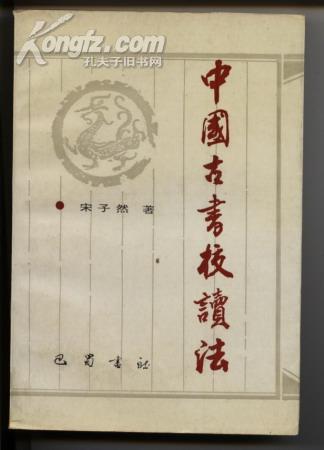 Kongfz.com
孔夫子旧书网
中國古書校讀法
宋子然 著
巴蜀書社